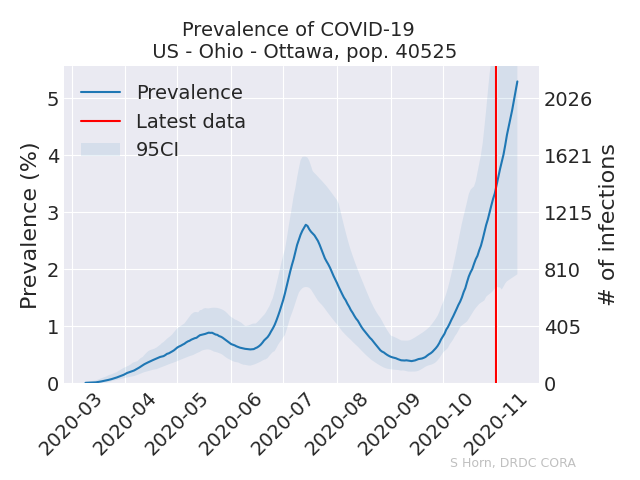 Prevalence of COVID-19
US - Ohio - Ottawa, pop. 40525
Prevalence
Latest data
95CI
Prevalence (%)
5
4
3
2
1
0
2026
1621
1215
810
405
0
# of infections
2020-03
2020-04
2020-05
2020-06
2020-07
2020-08
2020-09
2020-10
2020-11
S Horn, DRDC CORA